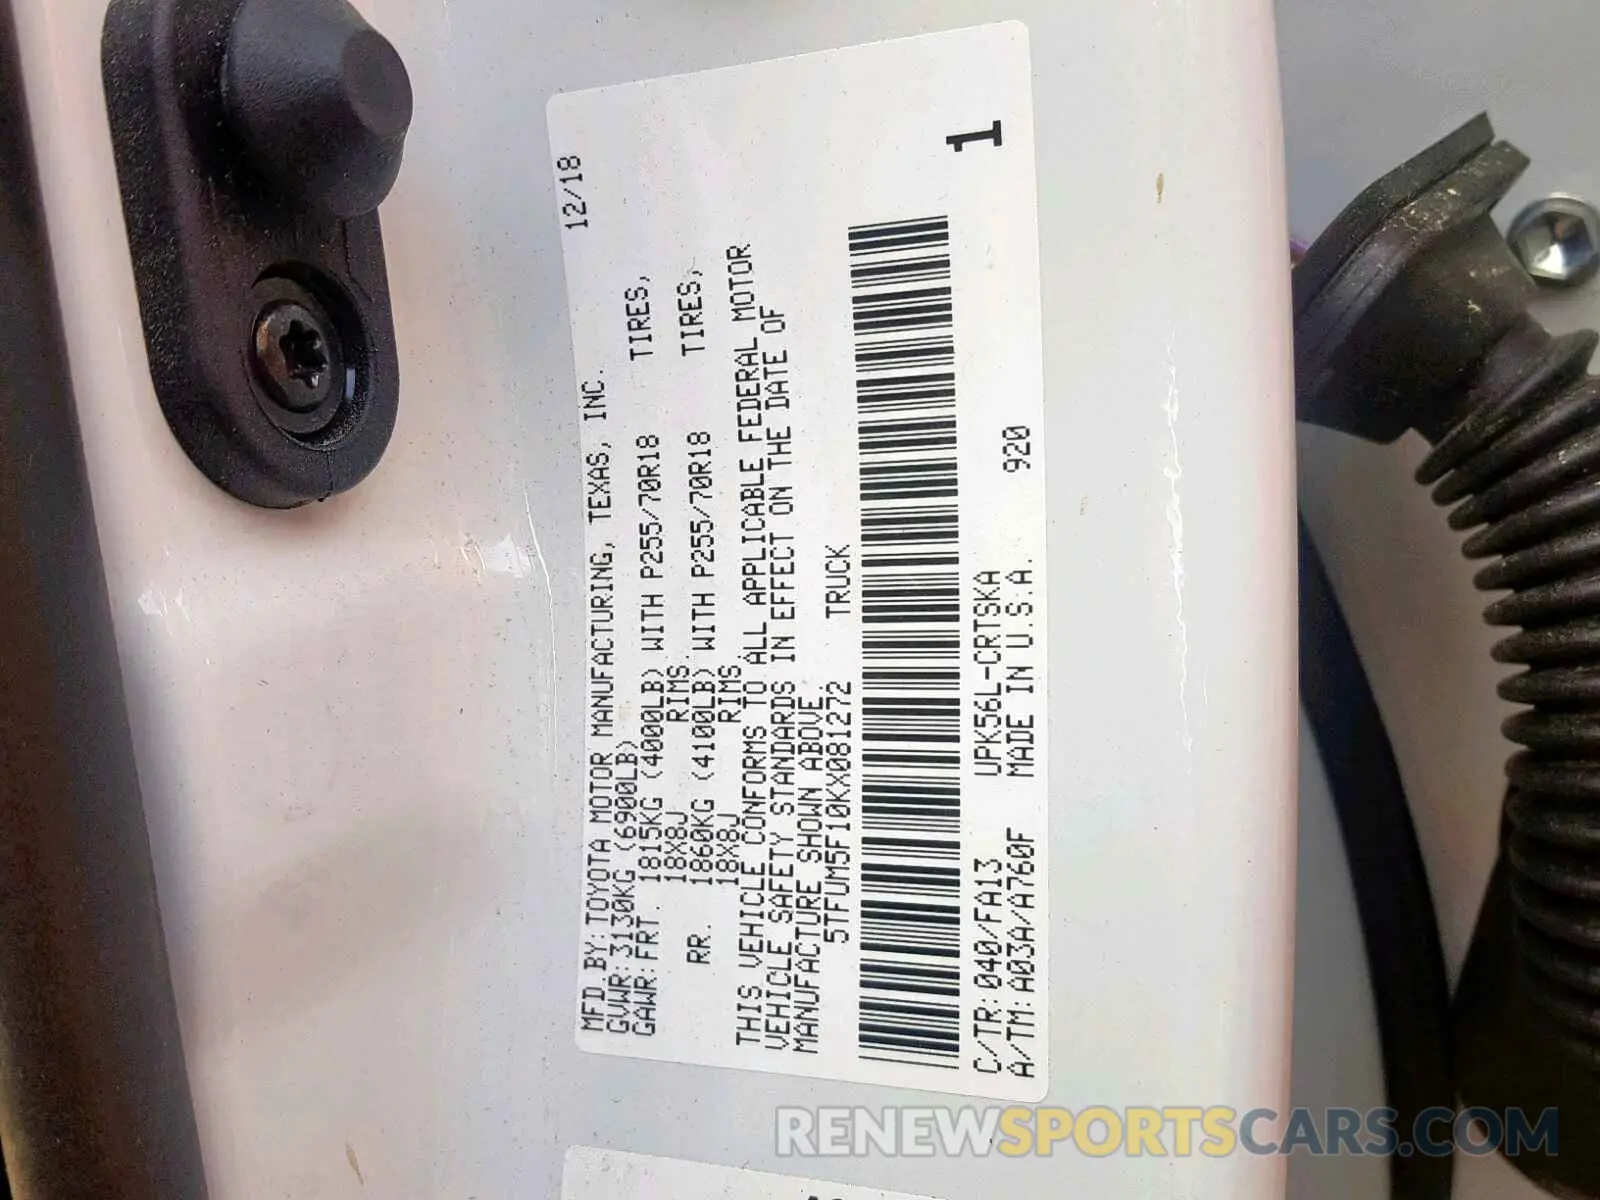 MFD.BY:TOYOTA MOTOR MANUFACTURING, TEXAS, INC. 12/18
GVWR:3130KG (6900LB)
GAWR:FRT. 1815KG (4000LB) WITH P255/70R18 TIRES,
18X8J RIMS.
RR. 1860KG (4100LB) WITH P255/70R18 TIRES,
18X8J RIMS
THIS VEHICLE CONFORMS TO ALL APPLICABLE FEDERAL MOTOR
VEHICLE SAFETY STANDARDS IN EFFECT ON THE DATE OF
MANUFACTURE SHOWN ABOVE.
5TFUM5F10KX081272 TRUCK
1
C/TR:040/FA13 UPK56L-CRTSKA
A/TM:A03A/A760F MADE IN U.S.A. 920
RENEWSPORTSCARS.COM